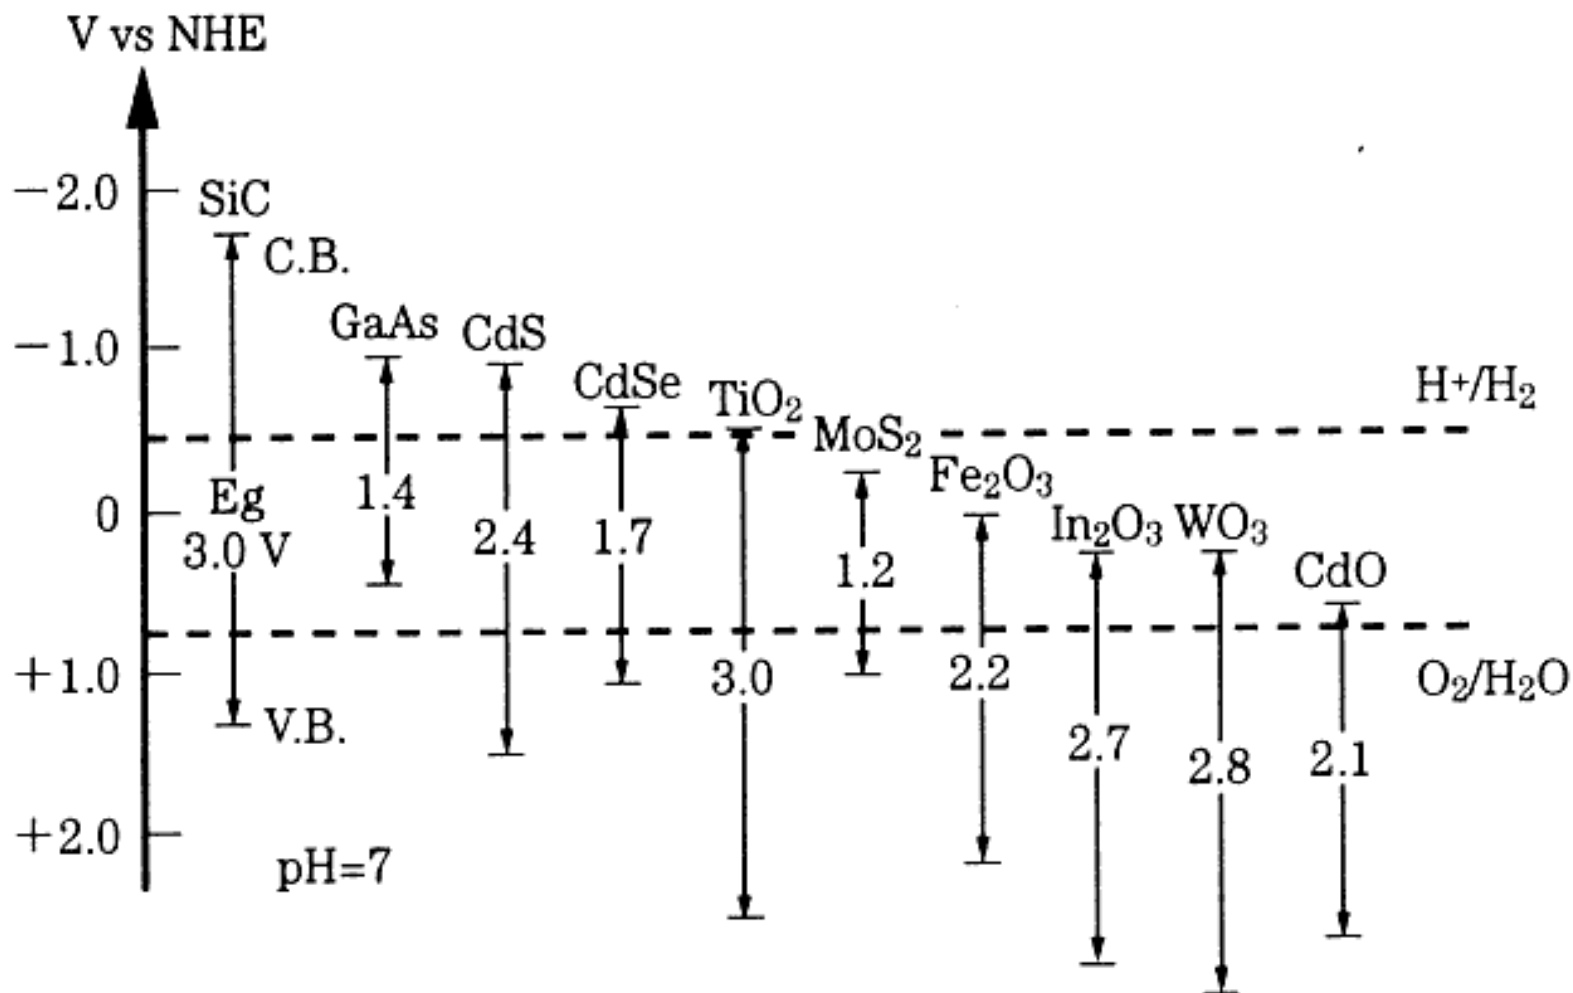 V vs NHE
−2.0
SiC
C.B.
GaAs
CdS
−1.0
CdSe
TiO₂
H+/H₂
MoS₂
Fe₂O₃
Eg
1.4
0
In₂O₃
WO₃
3.0 V
2.4
1.7
1.2
CdO
+1.0
3.0
2.2
O₂/H₂O
V.B.
2.7
2.8
2.1
+2.0
pH=7